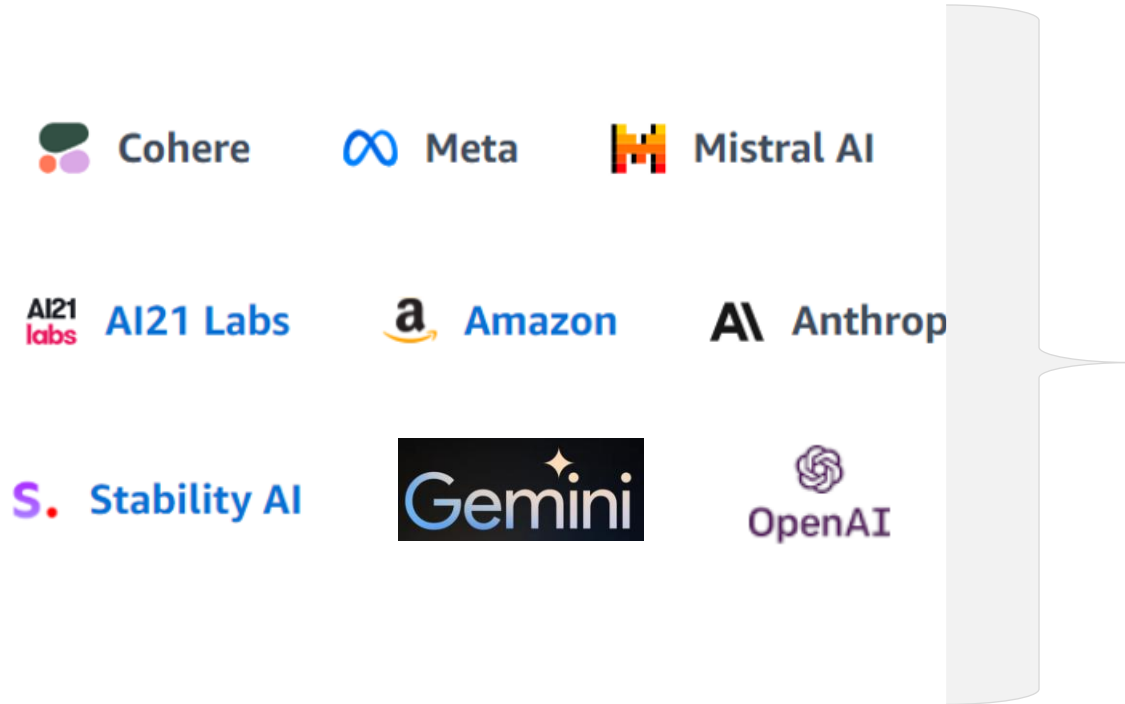 Cohere Meta Mistral AI
AI21 labs AI21 Labs a Amazon A\ Anthrop
S. Stability AI Gemini OpenAI